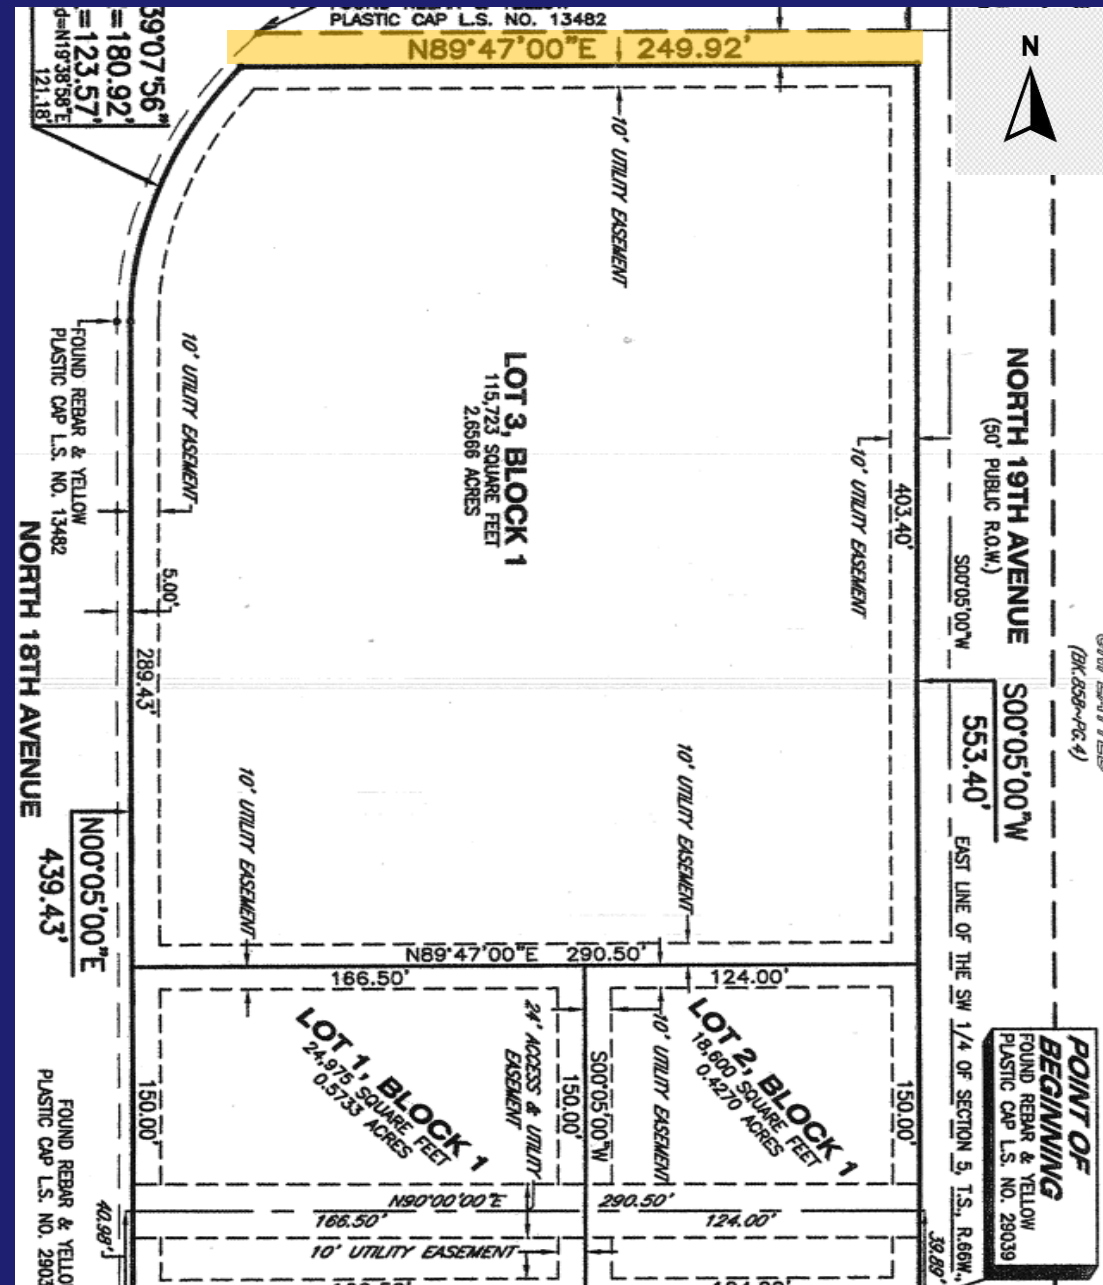 PLASTIC CAP L.S. NO. 13482
N89°47'00"E 249.92'
N
39°07'56"
=180.92'
=123.57'
d=N19°38'58"E
121.18'
10' UTILITY EASEMENT
10' UTILITY EASEMENT
FOUND REBAR & YELLOW
PLASTIC CAP L.S. NO. 13482
LOT 3, BLOCK 1
115,723 SQUARE FEET
2.6566 ACRES
10' UTILITY EASEMENT
403.40'
NORTH 19TH AVENUE
(50' PUBLIC R.O.W.)
S00°05'00"W
NORTH 18TH AVENUE
5.00'
289.43'
S00°05'00"W
553.40'
(BK.858~PG.4)
10' UTILITY EASEMENT
10' UTILITY EASEMENT
N00°05'00"E
439.43'
EAST LINE OF THE SW 1/4 OF SECTION 5, T.S., R.66W.
N89°47'00"E 290.50'
166.50'
124.00'
LOT 1, BLOCK 1
24,975 SQUARE FEET
0.5733 ACRES
24' ACCESS & UTILITY
EASEMENT
150.00'
S00°05'00"W
10' UTILITY EASEMENT
LOT 2, BLOCK 1
18,600 SQUARE FEET
0.4270 ACRES
150.00'
150.00'
POINT OF
BEGINNING
FOUND REBAR & YELLOW
PLASTIC CAP L.S. NO. 29039
FOUND REBAR & YELLO
PLASTIC CAP L.S. NO. 2903
N90°00'00"E 290.50'
166.50'
124.00'
40.98'
39.89'
10' UTILITY EASEMENT